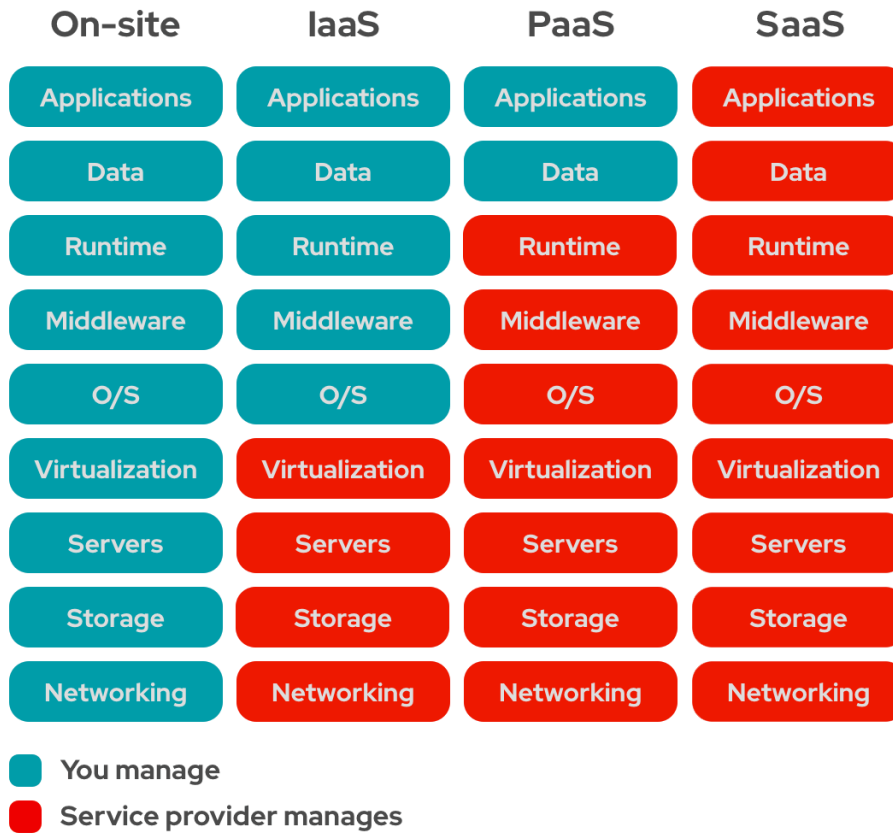 On-site IaaS PaaS SaaS
Applications Applications Applications Applications
Data Data Data Data
Runtime Runtime Runtime Runtime
Middleware Middleware Middleware Middleware
O/S O/S O/S O/S
Virtualization Virtualization Virtualization Virtualization
Servers Servers Servers Servers
Storage Storage Storage Storage
Networking Networking Networking Networking
You manage
Service provider manages